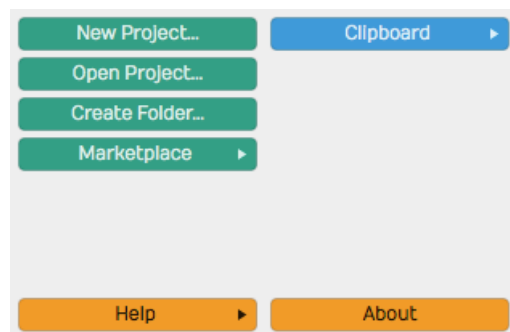 New Project...
Clipboard
Open Project...
Create Folder...
Marketplace
Help
About